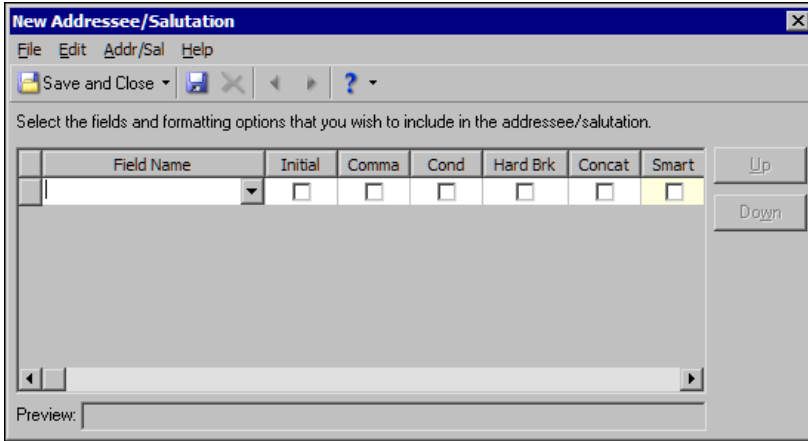 New Addressee/Salutation
File Edit Addr/Sal Help
Save and Close ?
Select the fields and formatting options that you wish to include in the addressee/salutation.
Field Name Initial Comma Cond Hard Brk Concat Smart Up
Down
Preview: